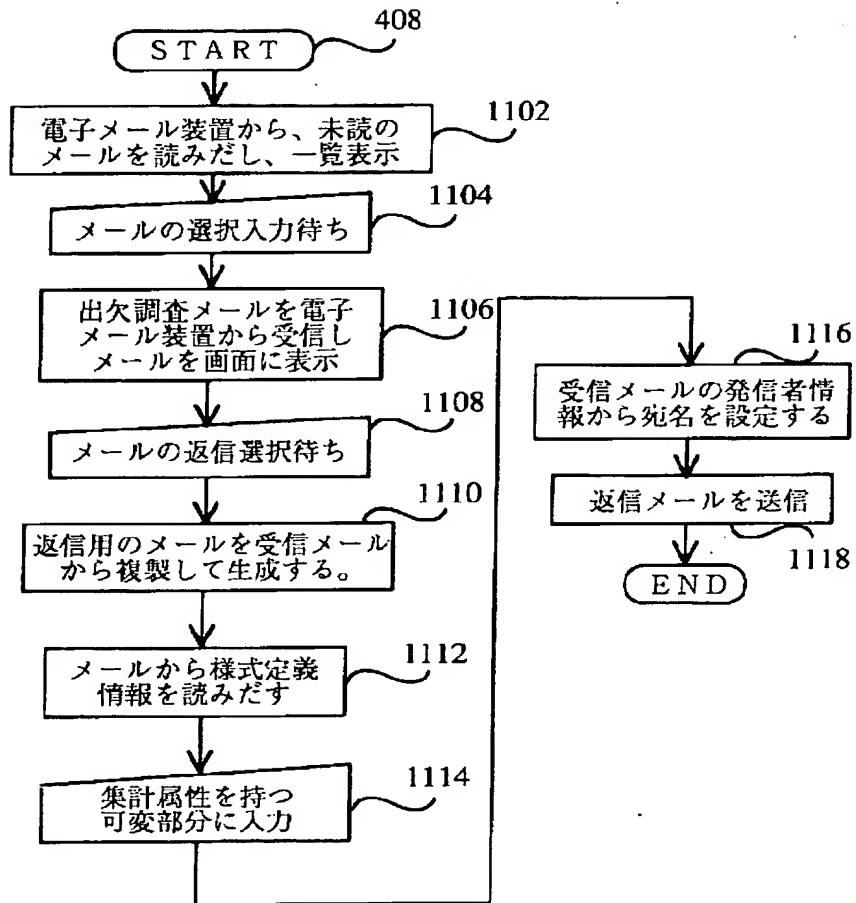 START
408
電子メール装置から、未読の
メールを読みだし、一覧表示
1102
メールの選択入力待ち
1104
出欠調査メールを電子
メール装置から受信し
メールを画面に表示
1106
メールの返信選択待ち
1108
返信用のメールを受信メール
から複製して生成する。
1110
メールから様式定義
情報を読みだす
1112
集計属性を持つ
可変部分に入力
1114
受信メールの発信者情
報から宛名を設定する
1116
返信メールを送信
1118
END